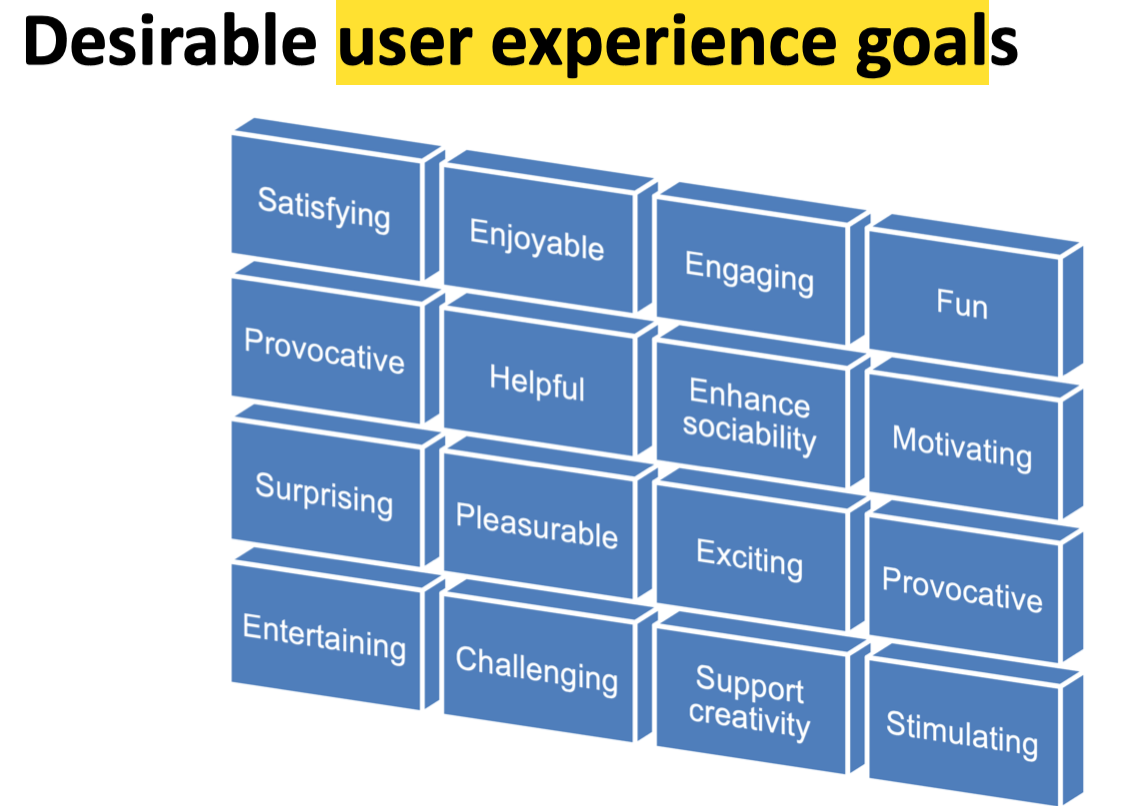 Desirable user experience goals
Satisfying
Enjoyable
Engaging
Fun
Provocative
Helpful
Enhance
sociability
Motivating
Surprising
Pleasurable
Exciting
Provocative
Entertaining
Challenging
Support
creativity
Stimulating